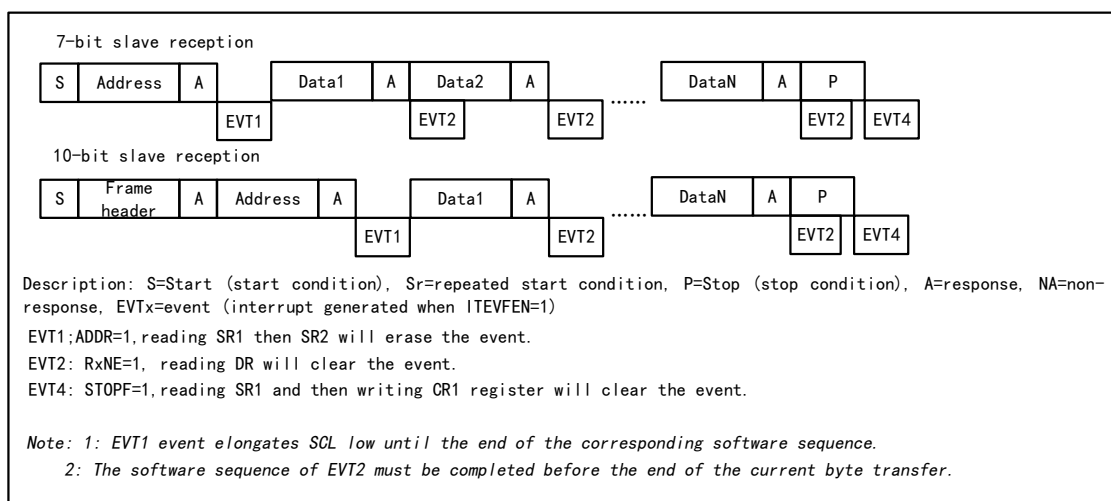 7-bit slave reception
S Address A Data1 A Data2 A ...... DataN A P
EVT1 EVT2 EVT2 EVT2 EVT4
10-bit slave reception
S Frame header A Address A Data1 A ...... DataN A P
EVT1 EVT2 EVT2 EVT4
Description: S=Start (start condition), Sr=repeated start condition, P=Stop (stop condition), A=response, NA=non-
response, EVTx=event (interrupt generated when ITEVFEN=1)
EVT1;ADDR=1,reading SR1 then SR2 will erase the event.
EVT2: RxNE=1, reading DR will clear the event.
EVT4: STOPF=1,reading SR1 and then writing CR1 register will clear the event.
Note: 1: EVT1 event elongates SCL low until the end of the corresponding software sequence.
2: The software sequence of EVT2 must be completed before the end of the current byte transfer.